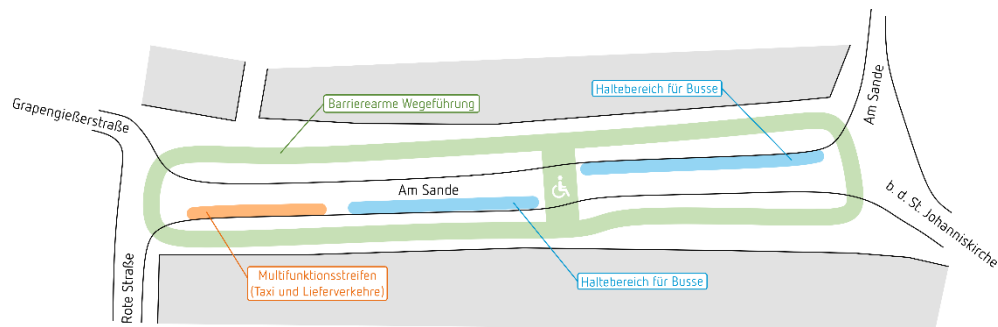 Grapengießerstraße
Barrierearme Wegeführung
Haltebereich für Busse
Am Sande
Am Sande
b. d. St. Johanniskirche
Rote Straße
Multifunktionsstreifen
(Taxi und Lieferverkehre)
Haltebereich für Busse